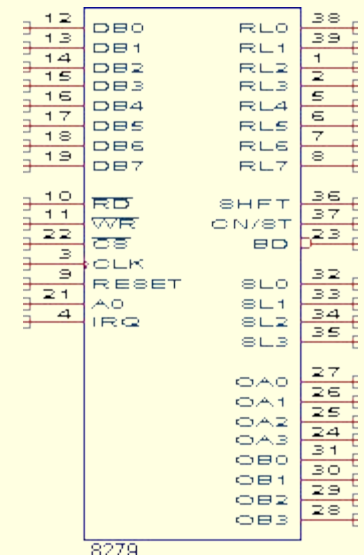 12 DB0 RL0 38
13 DB1 RL1 39
14 DB2 RL2 1
15 DB3 RL3 2
16 DB4 RL4 5
17 DB5 RL5 6
18 DB6 RL6 7
19 DB7 RL7 8
10 RD SHFT 36
11 WR CN/ST 37
22 CS BD 23
3 CLK
9 RESET SL0 32
21 A0 SL1 33
4 IRQ SL2 34
SL3 35
OA0 27
OA1 26
OA2 25
OA3 24
OB0 31
OB1 30
OB2 29
OB3 28
8279